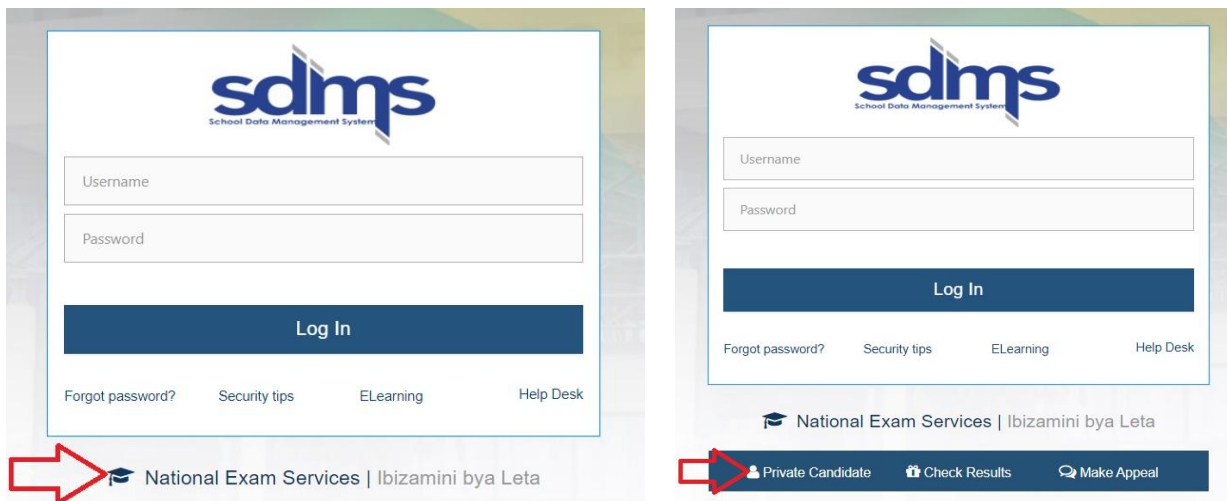 sdms
School Data Management System
Username
Password
Log In
Forgot password? Security tips ELearning Help Desk
National Exam Services | Ibizamini bya Leta
sdms
School Data Management System
Username
Password
Log In
Forgot password? Security tips ELearning Help Desk
National Exam Services | Ibizamini bya Leta
Private Candidate Check Results Make Appeal